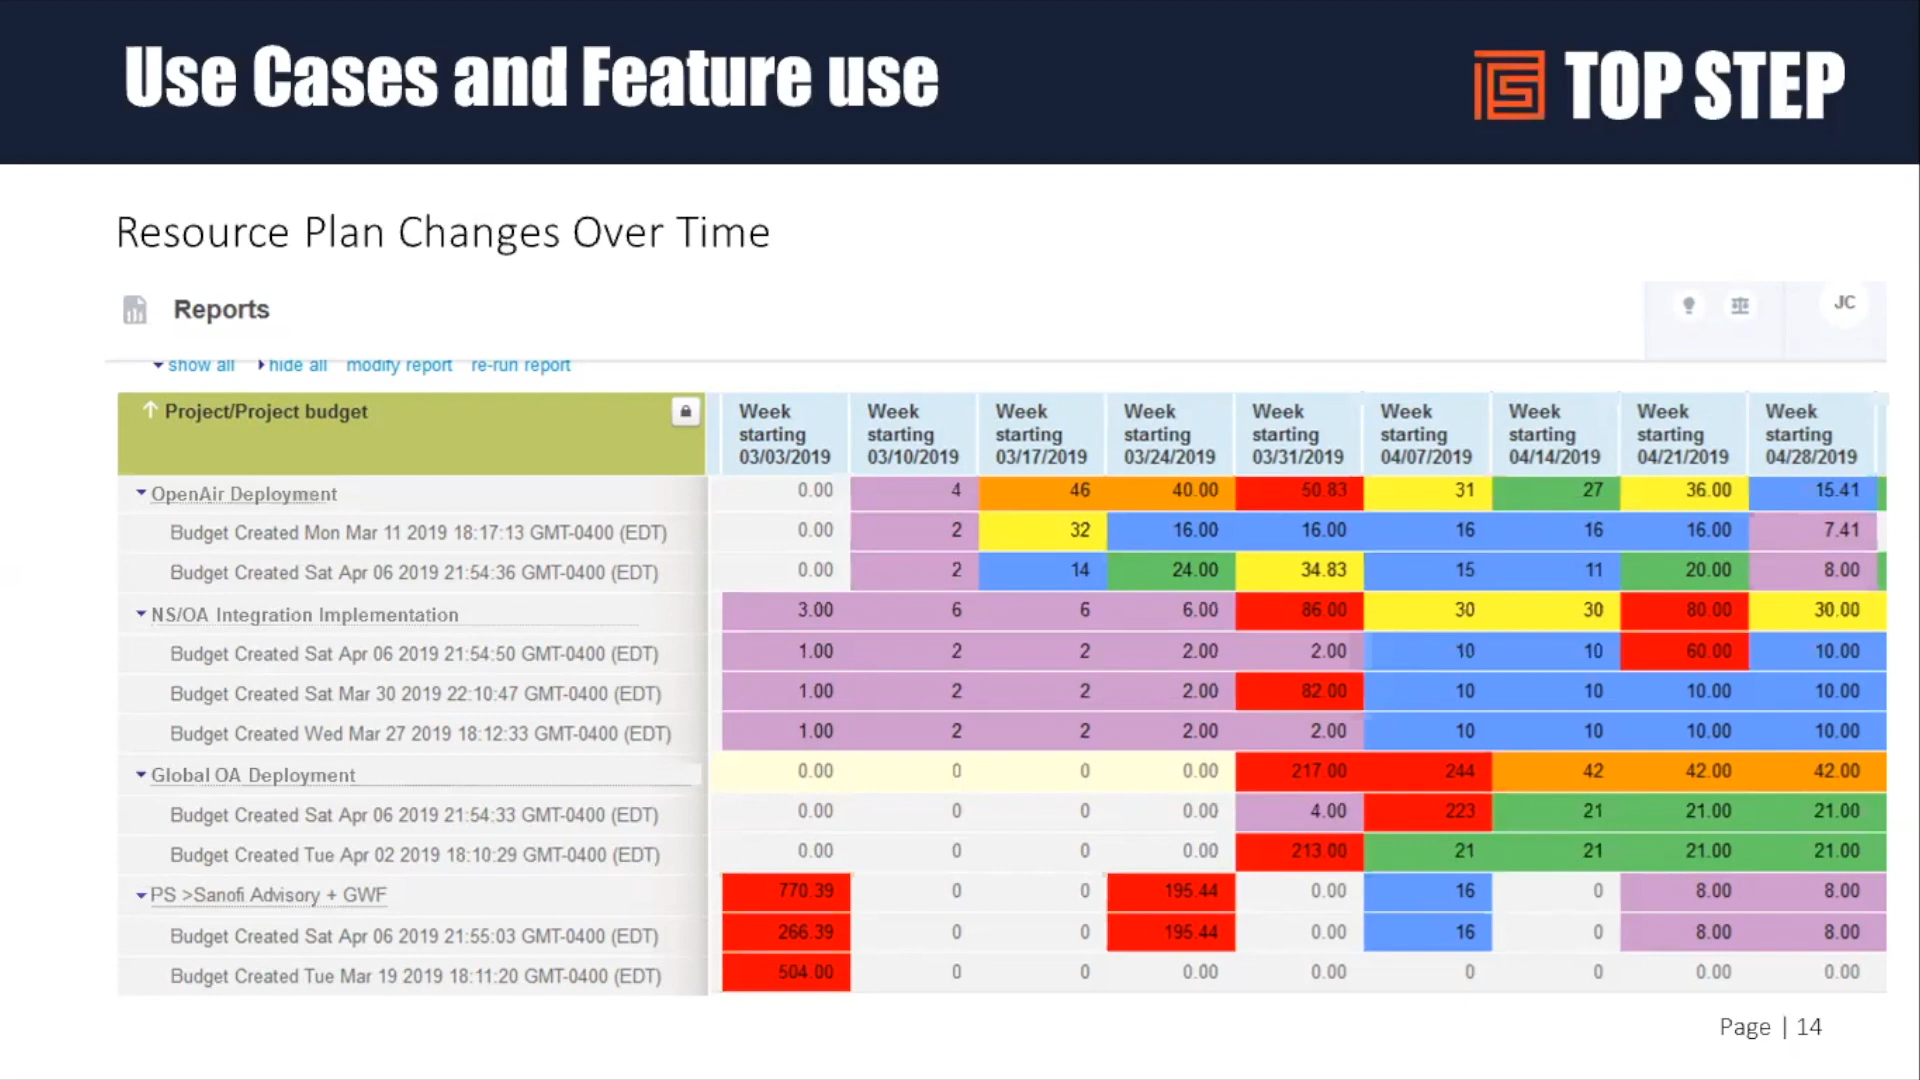 Use Cases and Feature use
TOP STEP
Resource Plan Changes Over Time
Reports
JC
show all hide all modify report re-run report
Project/Project budget Week starting 03/03/2019 Week starting 03/10/2019 Week starting 03/17/2019 Week starting 03/24/2019 Week starting 03/31/2019 Week starting 04/07/2019 Week starting 04/14/2019 Week starting 04/21/2019 Week starting 04/28/2019
OpenAir Deployment 0.00 4 46 40.00 50.83 31 27 36.00 15.41
Budget Created Mon Mar 11 2019 18:17:13 GMT-0400 (EDT) 0.00 2 32 16.00 16.00 16 16 16.00 7.41
Budget Created Sat Apr 06 2019 21:54:36 GMT-0400 (EDT) 0.00 2 14 24.00 34.83 15 11 20.00 8.00
NS/OA Integration Implementation 3.00 6 6 6.00 86.00 30 30 80.00 30.00
Budget Created Sat Apr 06 2019 21:54:50 GMT-0400 (EDT) 1.00 2 2 2.00 2.00 10 10 60.00 10.00
Budget Created Sat Mar 30 2019 22:10:47 GMT-0400 (EDT) 1.00 2 2 2.00 82.00 10 10 10.00 10.00
Budget Created Wed Mar 27 2019 18:12:33 GMT-0400 (EDT) 1.00 2 2 2.00 2.00 10 10 10.00 10.00
Global OA Deployment 0.00 0 0 0.00 217.00 244 42 42.00 42.00
Budget Created Sat Apr 06 2019 21:54:33 GMT-0400 (EDT) 0.00 0 0 0.00 4.00 223 21 21.00 21.00
Budget Created Tue Apr 02 2019 18:10:29 GMT-0400 (EDT) 0.00 0 0 0.00 213.00 21 21 21.00 21.00
PS >Sanofi Advisory + GWF 770.39 0 0 195.44 0.00 16 0 8.00 8.00
Budget Created Sat Apr 06 2019 21:55:03 GMT-0400 (EDT) 266.39 0 0 195.44 0.00 16 0 8.00 8.00
Budget Created Tue Mar 19 2019 18:11:20 GMT-0400 (EDT) 504.00 0 0 0.00 0.00 0 0 0.00 0.00
Page | 14